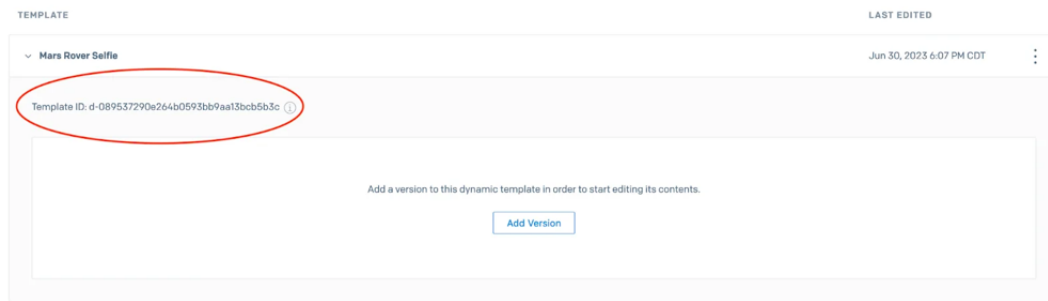 TEMPLATE LAST EDITED
Mars Rover Selfie Jun 30, 2023 6:07 PM CDT
Template ID: d-089537290e264b0593bb9aa13bcb5b3c
Add a version to this dynamic template in order to start editing its contents.
Add Version